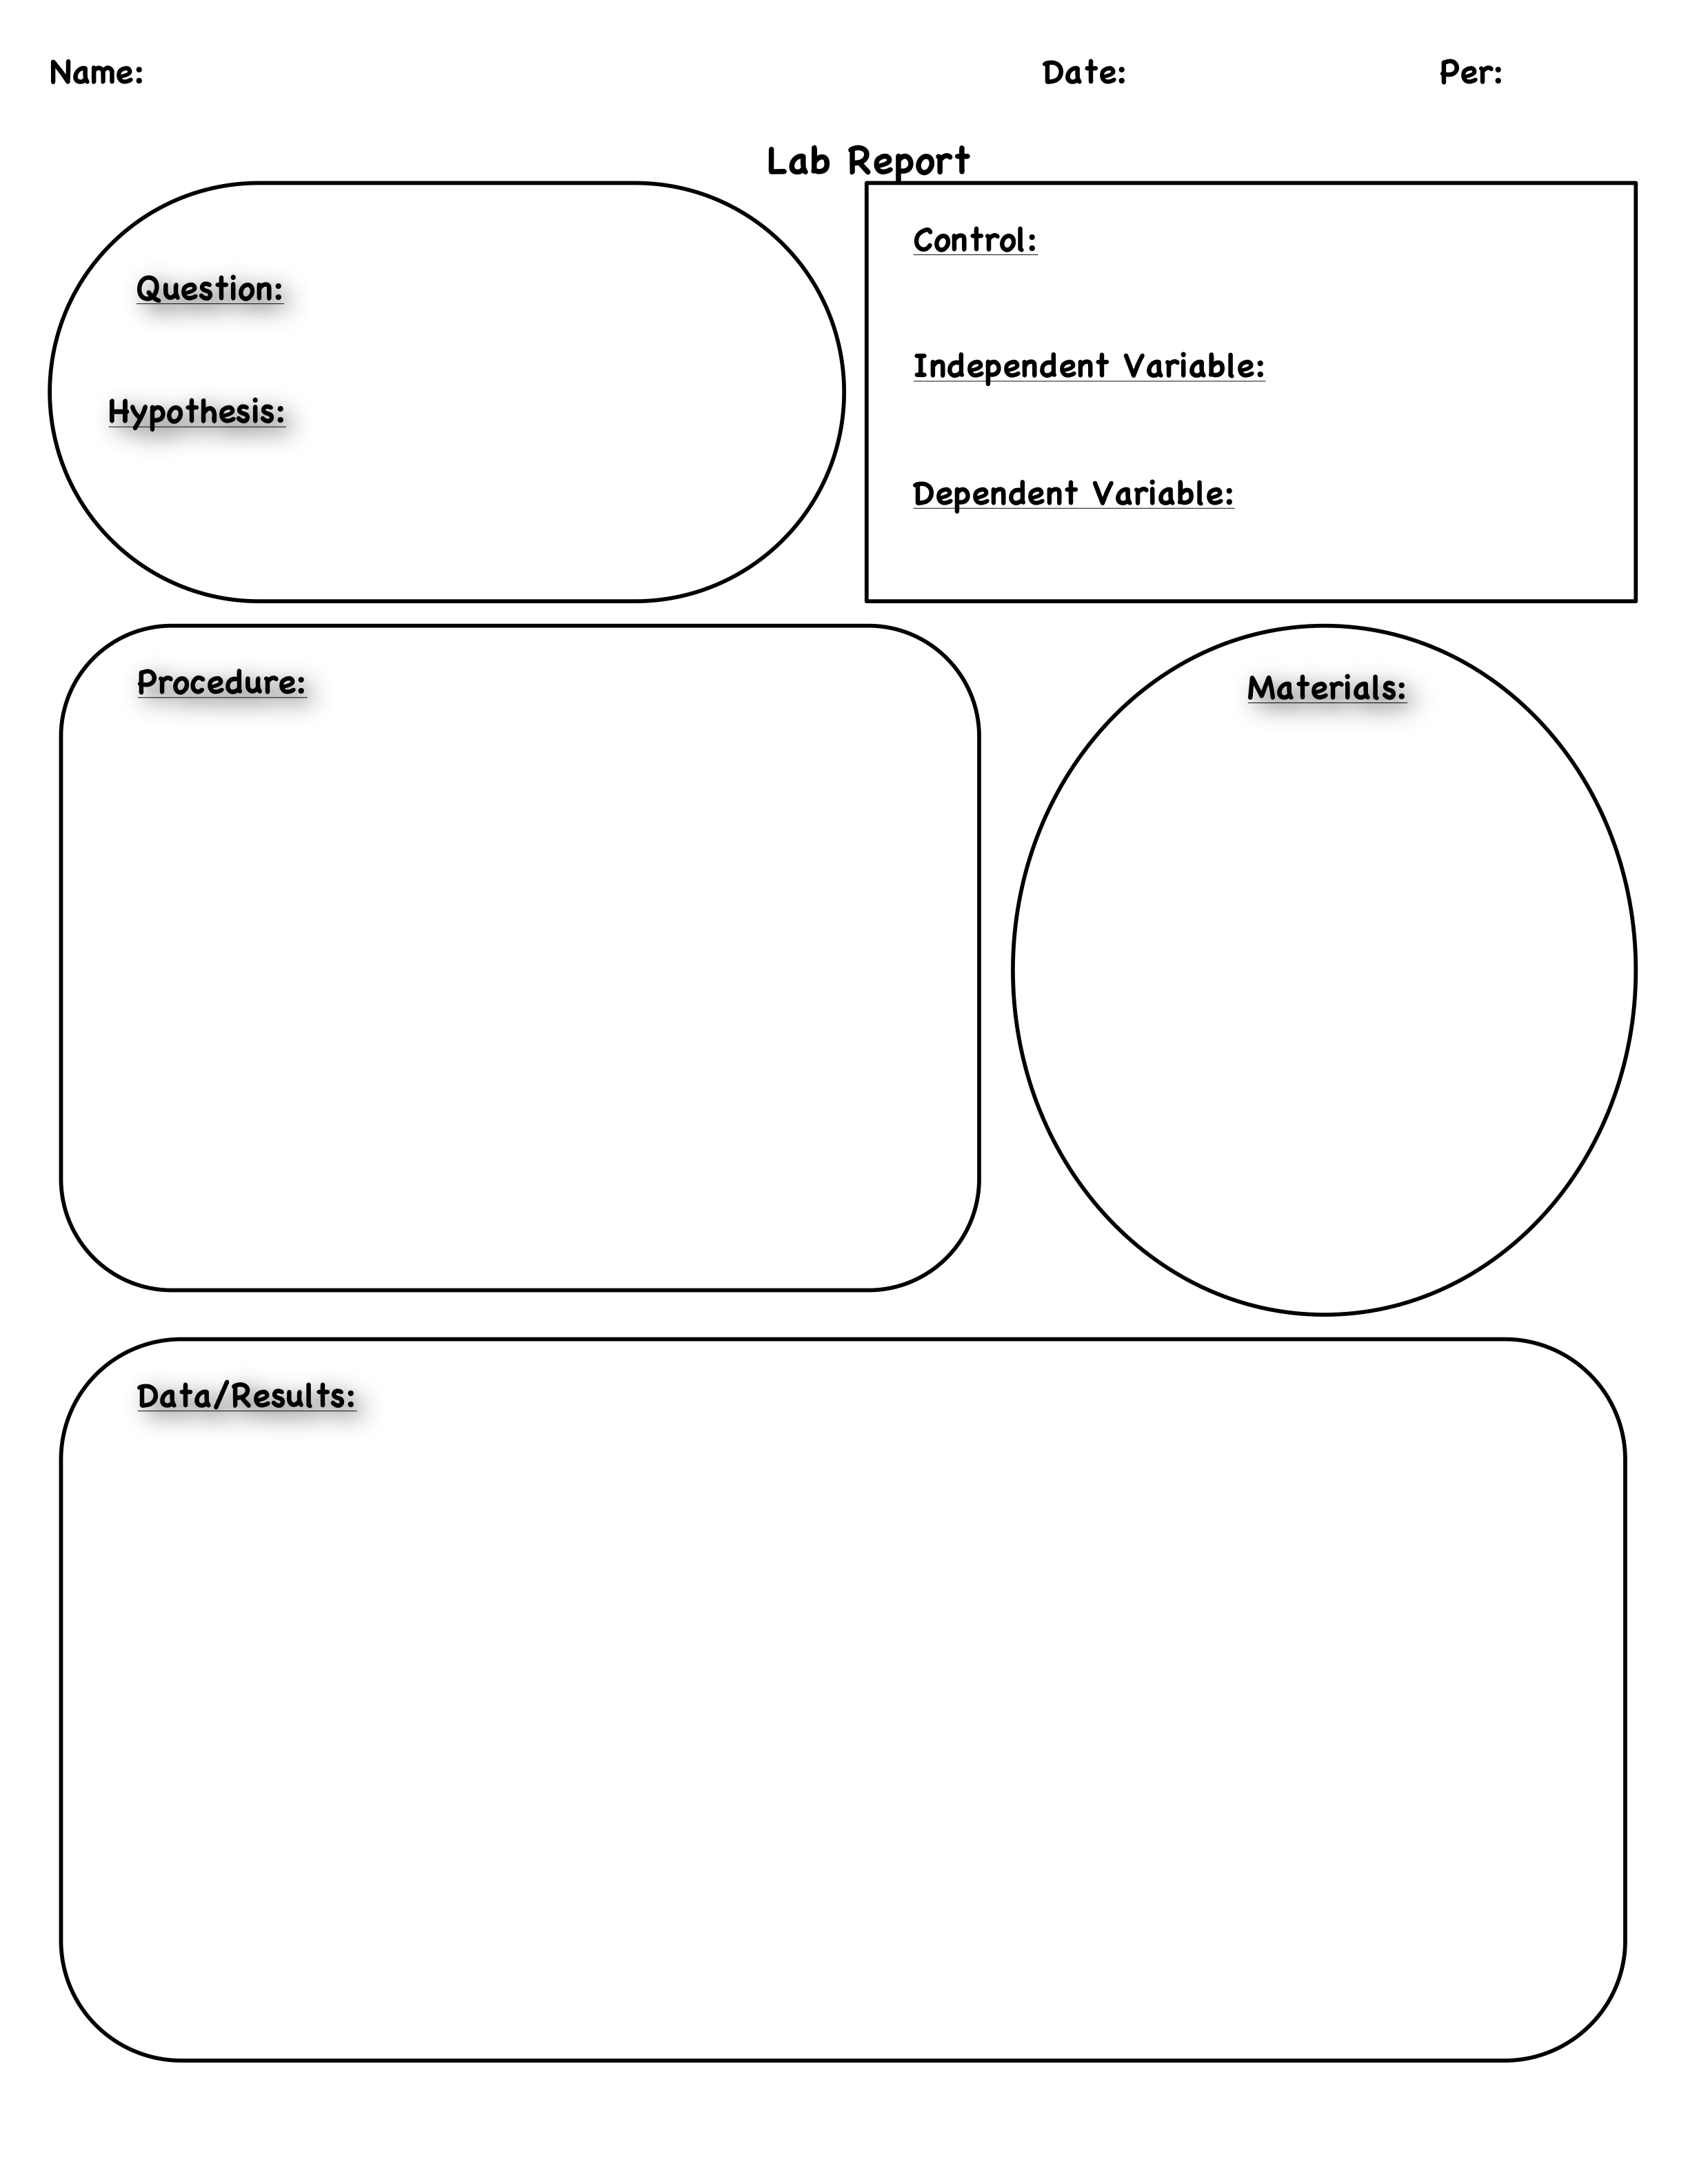 Name: Date: Per:
Lab Report
Question:
Hypothesis:
Control:
Independent Variable:
Dependent Variable:
Procedure:
Materials:
Data/Results: